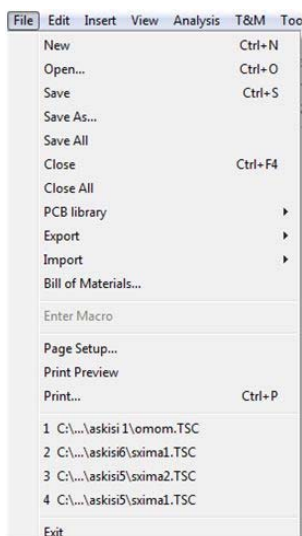 File Edit Insert View Analysis T&M Too
New Ctrl+N
Open... Ctrl+O
Save Ctrl+S
Save As...
Save All
Close Ctrl+F4
Close All
PCB library
Export
Import
Bill of Materials...
Enter Macro
Page Setup...
Print Preview
Print... Ctrl+P
1 C:\...\askisi 1\omom.TSC
2 C:\...\askisi6\sxima1.TSC
3 C:\...\askisi5\sxima2.TSC
4 C:\...\askisi5\sxima1.TSC
Exit